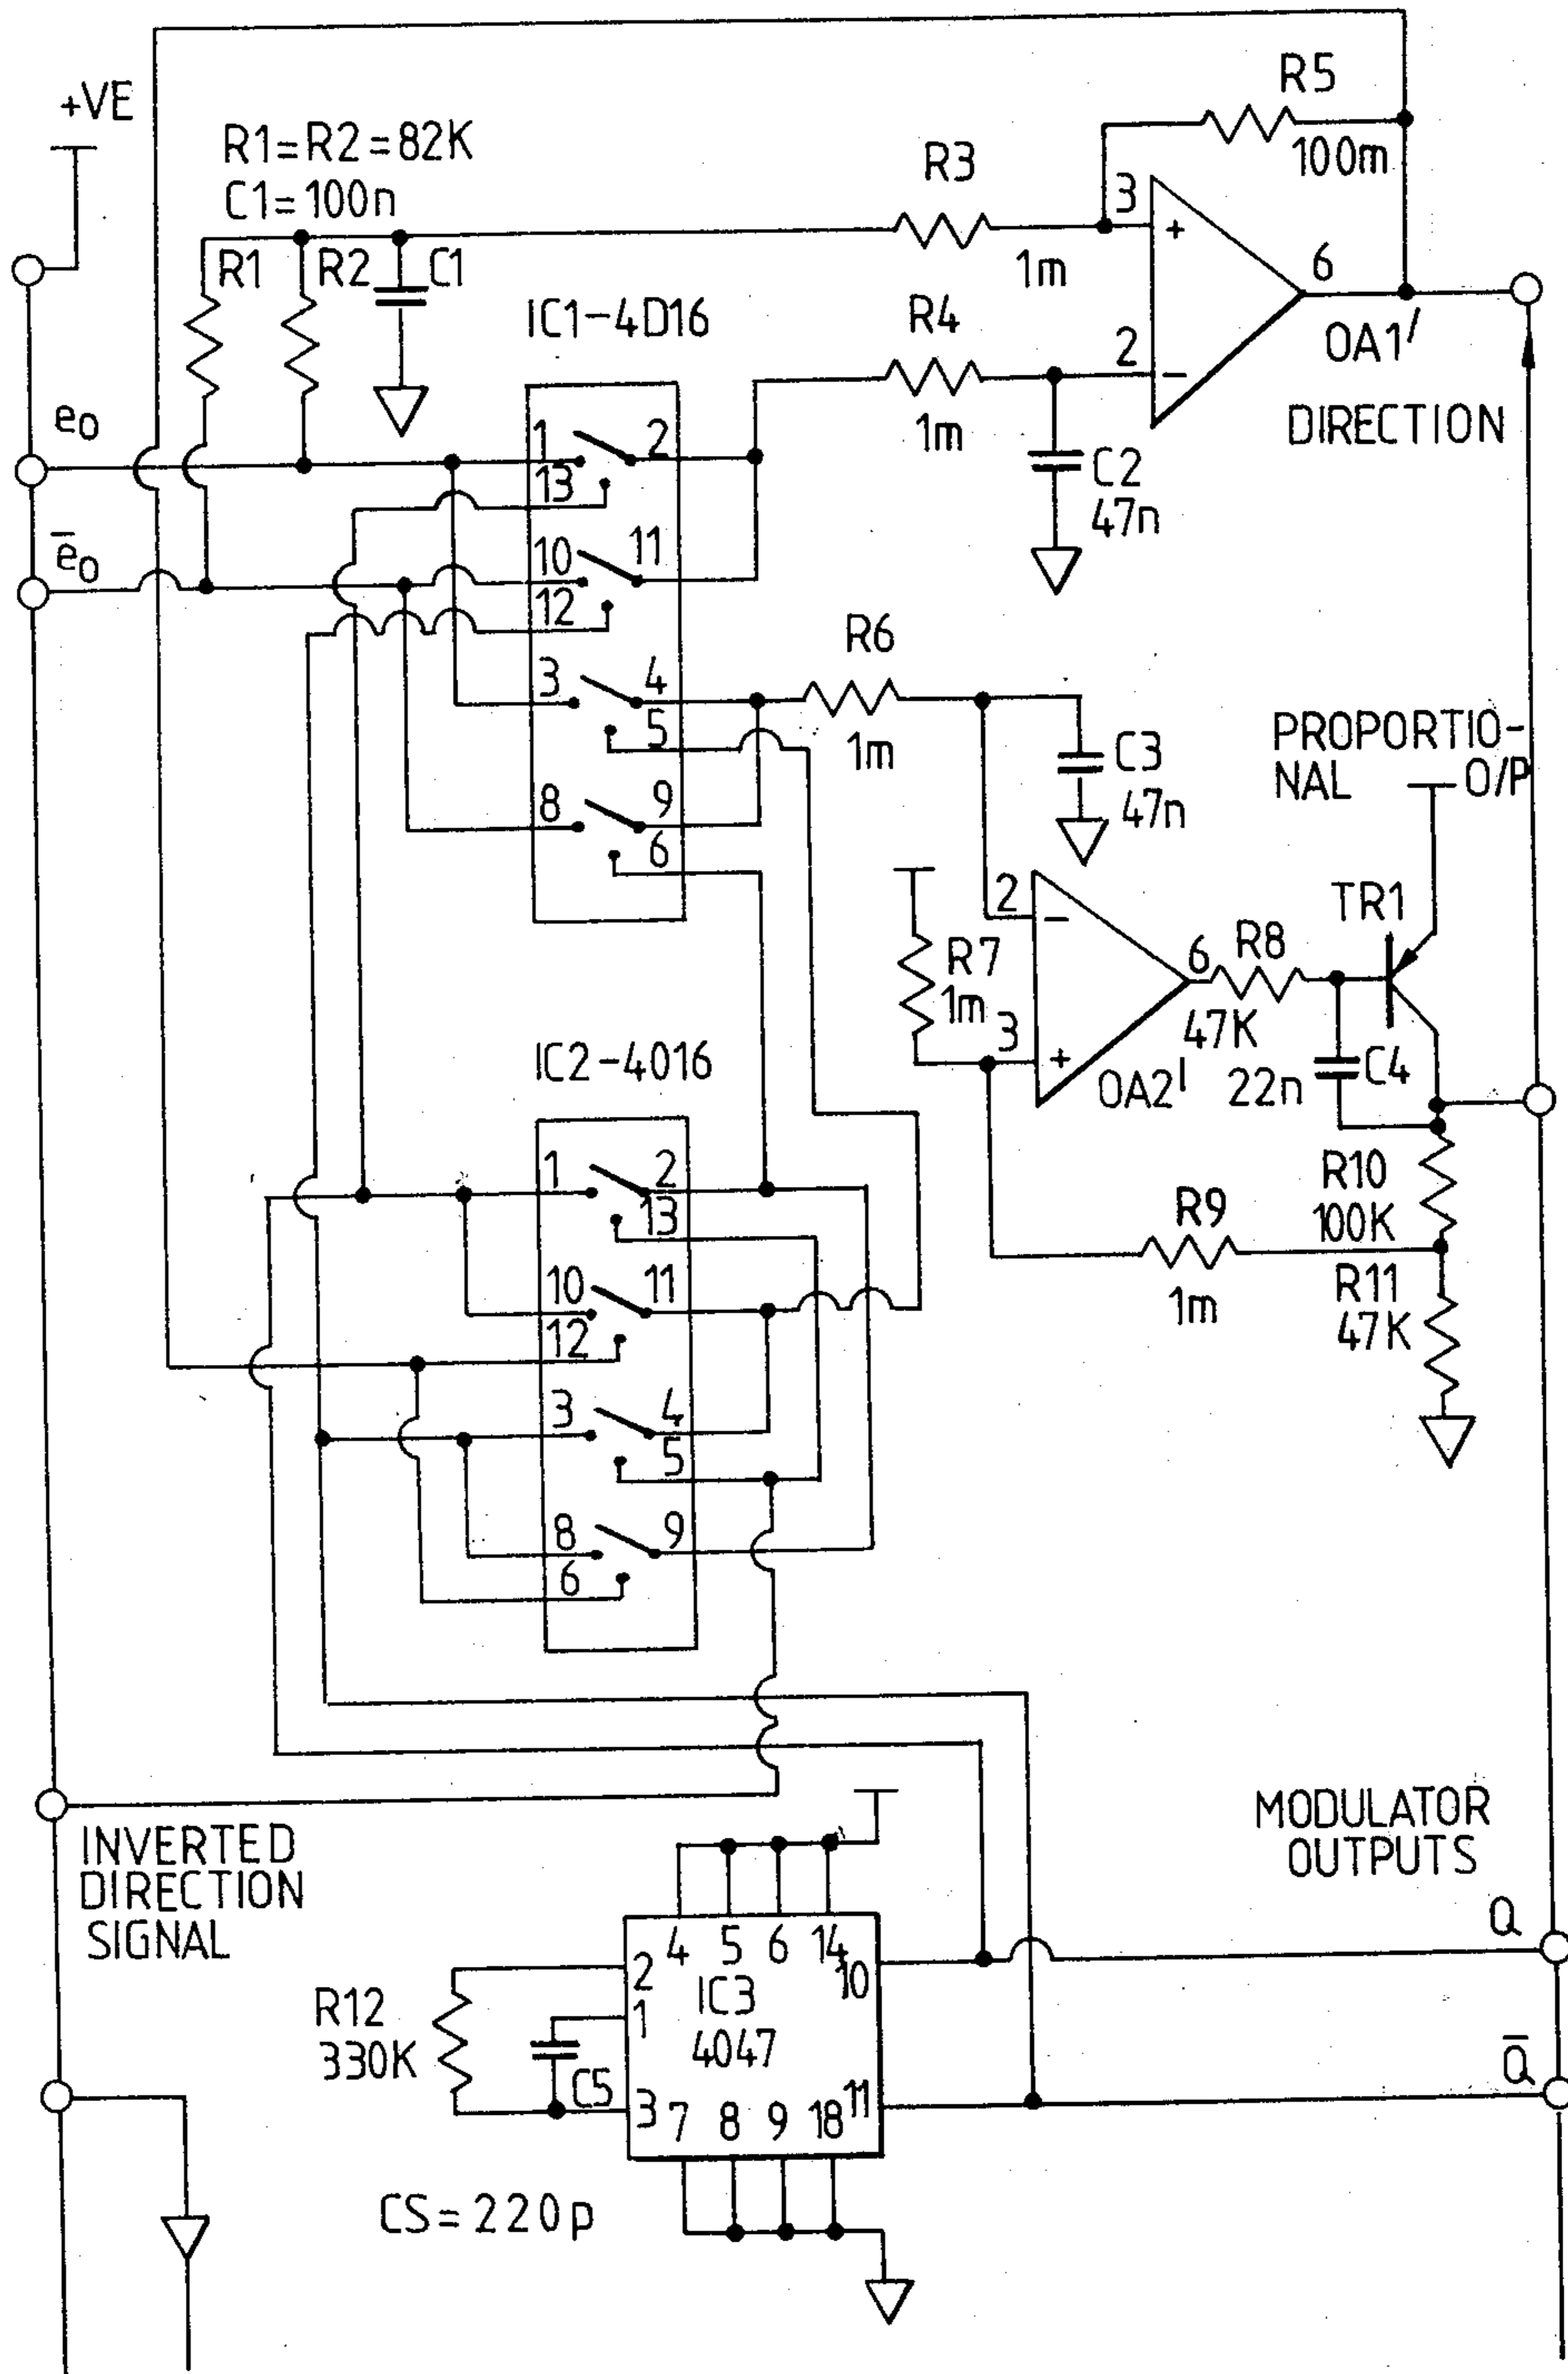 +VE
R1=R2=82K
C1=100n
R5
100m
R3
1m
3
+
6
R1
R2
C1
IC1-4D16
R4
1m
2
-
OA1'
DIRECTION
e0
1
2
13
C2
47n
e̅0
10
11
12
R6
1m
3
4
5
C3
47n
PROPORTIO-
NAL O/P
8
9
6
2
-
R7
1m
3
+
6
R8
47K
TR1
OA2'
22n
C4
IC2-4016
1
2
13
R10
100K
R9
1m
10
11
12
R11
47K
3
4
5
8
9
6
INVERTED
DIRECTION
SIGNAL
MODULATOR
OUTPUTS
Q
4 5 6 14
2
10
R12
330K
1
IC3
4047
Q̅
C5
3
11
7 8 9 18
CS=220p